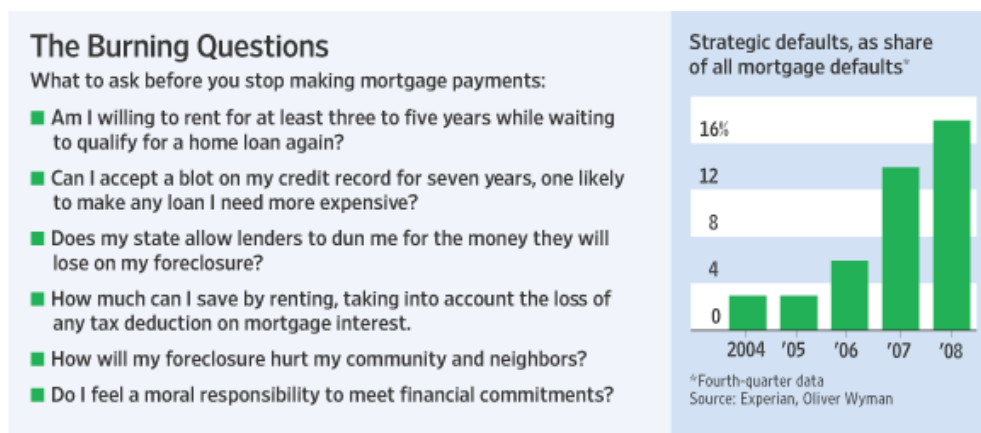 The Burning Questions
What to ask before you stop making mortgage payments:
Am I willing to rent for at least three to five years while waiting
to qualify for a home loan again?
Can I accept a blot on my credit record for seven years, one likely
to make any loan I need more expensive?
Does my state allow lenders to dun me for the money they will
lose on my foreclosure?
How much can I save by renting, taking into account the loss of
any tax deduction on mortgage interest.
How will my foreclosure hurt my community and neighbors?
Do I feel a moral responsibility to meet financial commitments?
Strategic defaults, as share
of all mortgage defaults*
16%
12
8
4
0
2004 '05 '06 '07 '08
*Fourth-quarter data
Source: Experian, Oliver Wyman